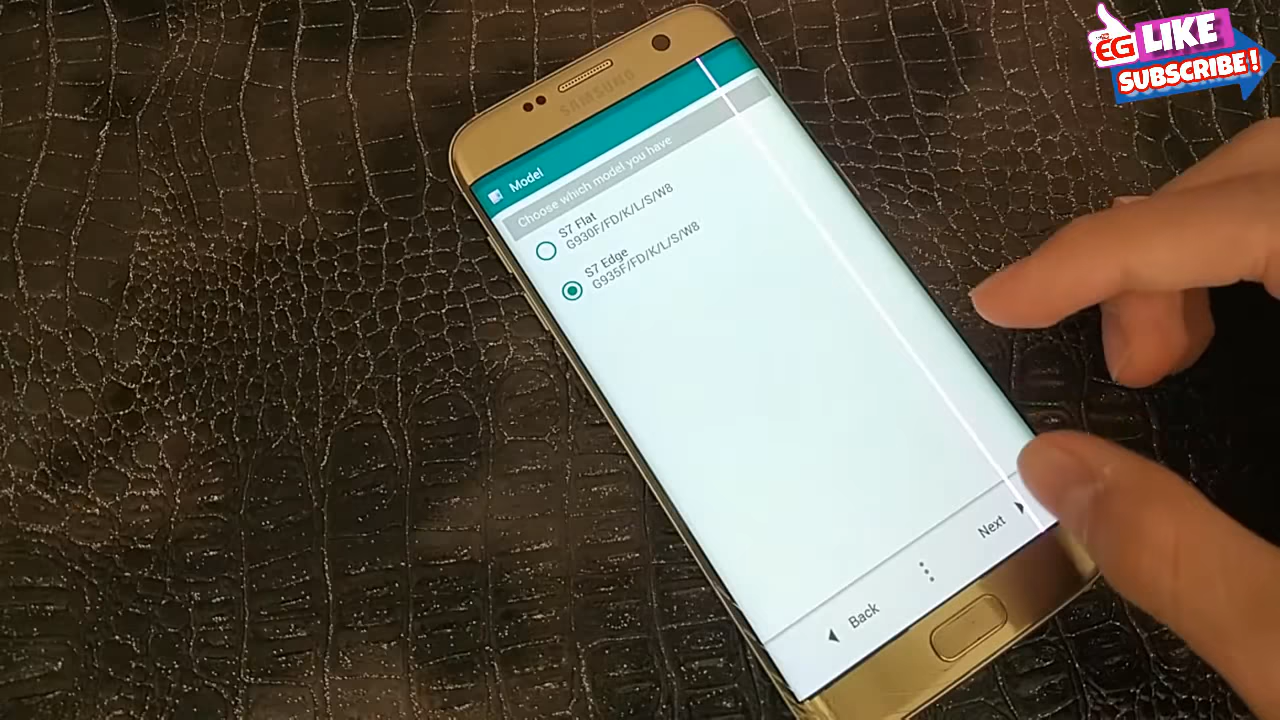 EG LIKE
SUBSCRIBE!
SAMSUNG
Model
Choose which model you have
S7 Flat
G930F/FD/K/L/S/W8
S7 Edge
G935F/FD/K/L/S/W8
Next
Back